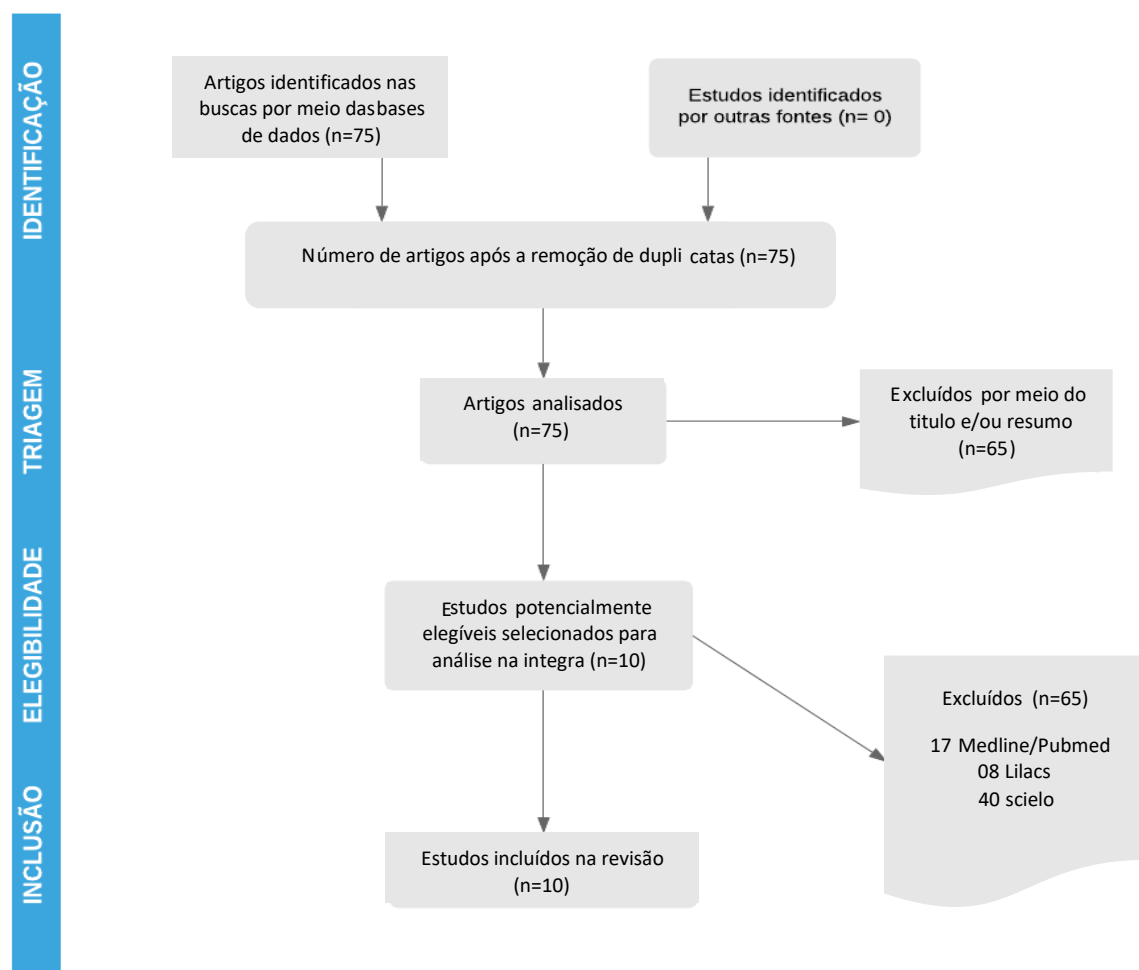 IDENTIFICAÇÃO
Artigos identificados nas
buscas por meio dasbases
de dados (n=75)
Estudos identificados
por outras fontes (n= 0)
Número de artigos após a remoção de dupli catas (n=75)
TRIAGEM
Artigos analisados
(n=75)
Excluídos por meio do
titulo e/ou resumo
(n=65)
ELEGIBILIDADE
Estudos potencialmente
elegíveis selecionados para
análise na integra (n=10)
Excluídos (n=65)
17 Medline/Pubmed
08 Lilacs
40 scielo
INCLUSÃO
Estudos incluídos na revisão
(n=10)